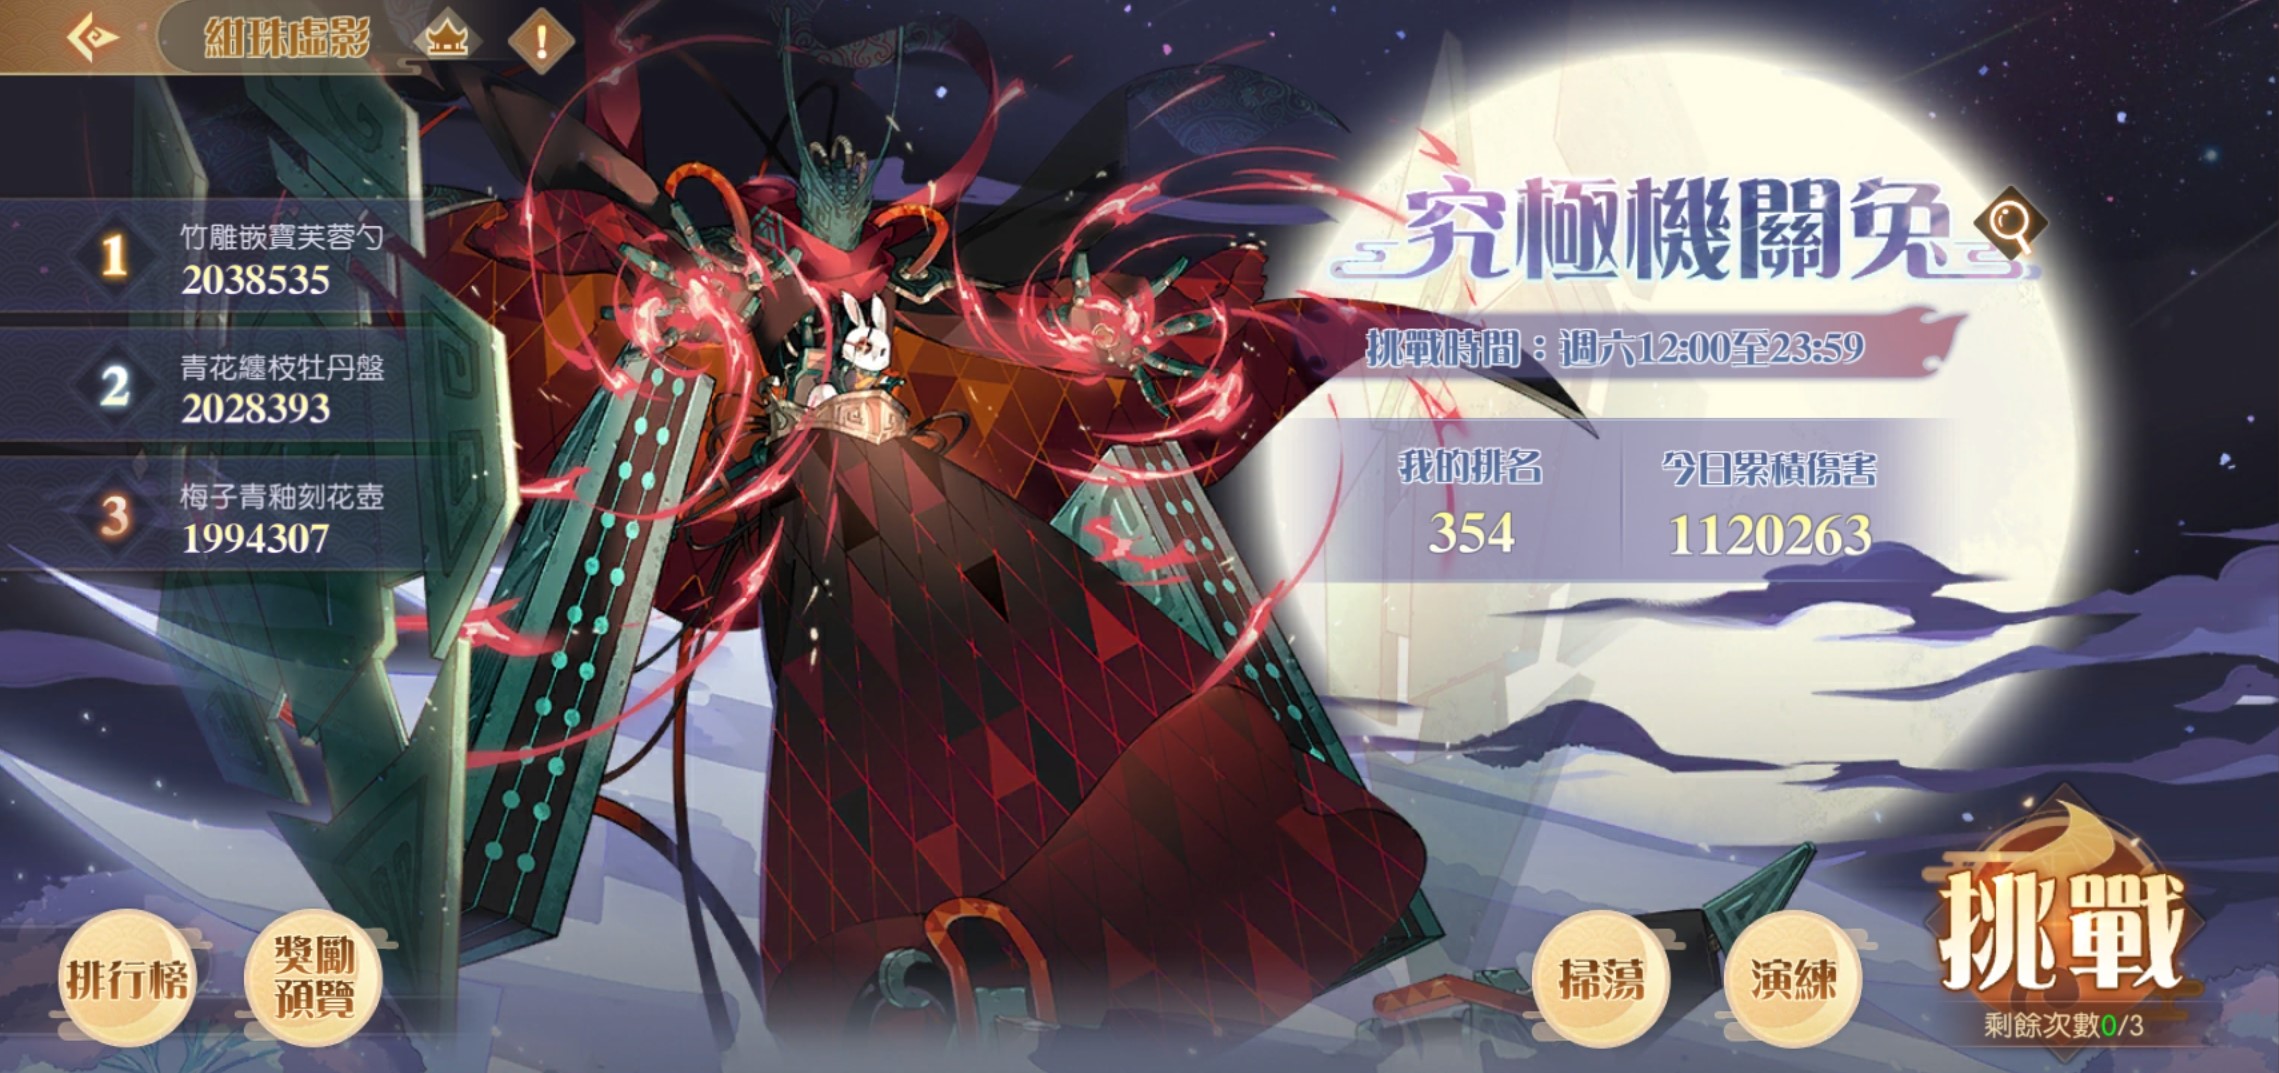 紺珠虛影
1
竹雕嵌寶芙蓉勺
2038535
2
青花纏枝牡丹盤
2028393
3
梅子青釉刻花壺
1994307
究極機關兔
挑戰時間：週六12:00至23:59
我的排名
354
今日累積傷害
1120263
排行榜
獎勵
預覽
掃蕩
演練
挑戰
剩餘次數0/3